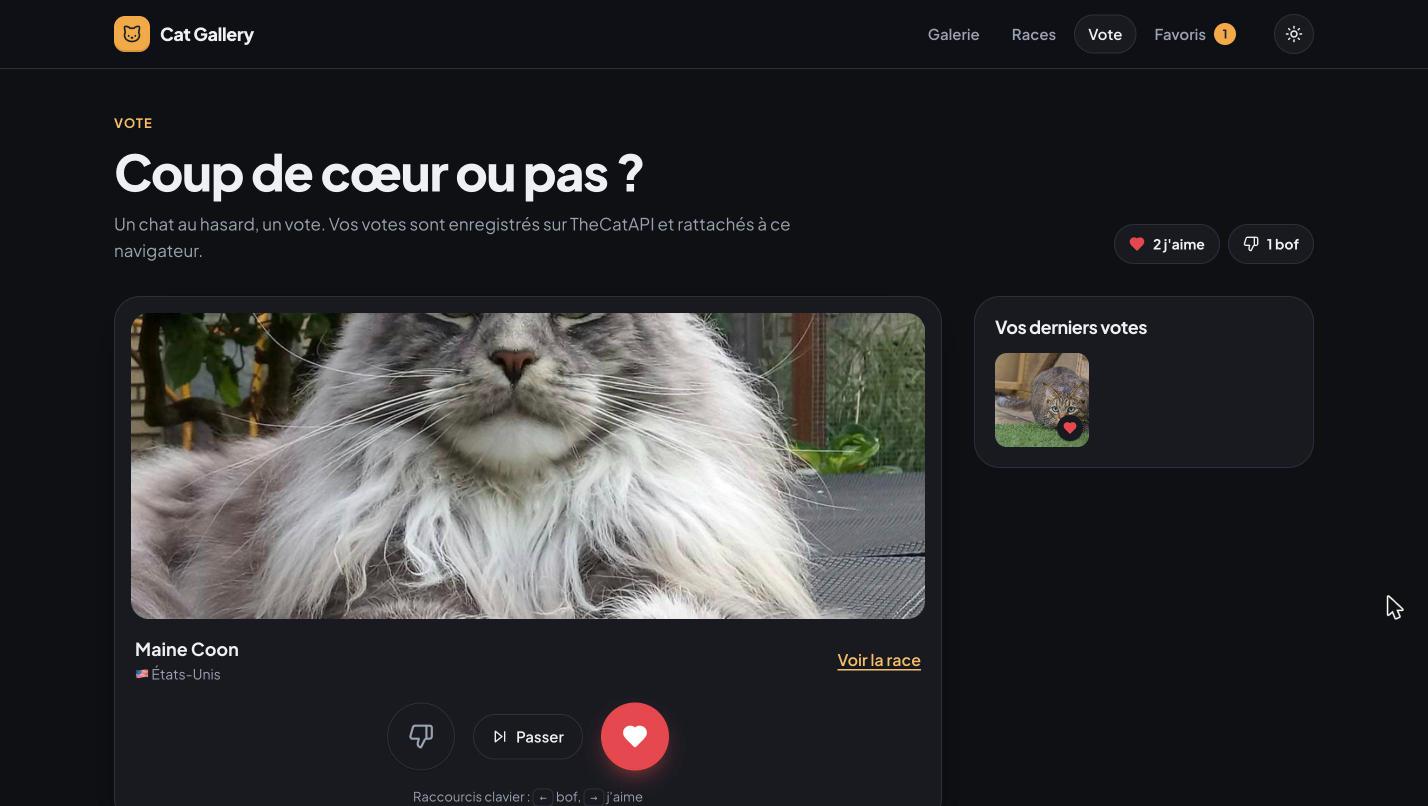 Cat Gallery
Galerie
Races
Vote
Favoris 1
VOTE
Coup de cœur ou pas ?
Un chat au hasard, un vote. Vos votes sont enregistrés sur TheCatAPI et rattachés à ce
navigateur.
2 j'aime
1 bof
Vos derniers votes
Maine Coon
🇺🇸 États-Unis
Voir la race
Passer
Raccourcis clavier : ← bof, → j'aime